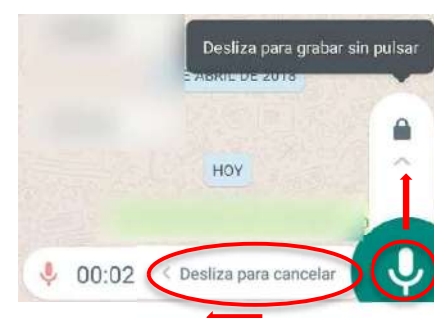 Desliza para grabar sin pulsar
E ABRIL DE 2018
HOY
00:02
< Desliza para cancelar